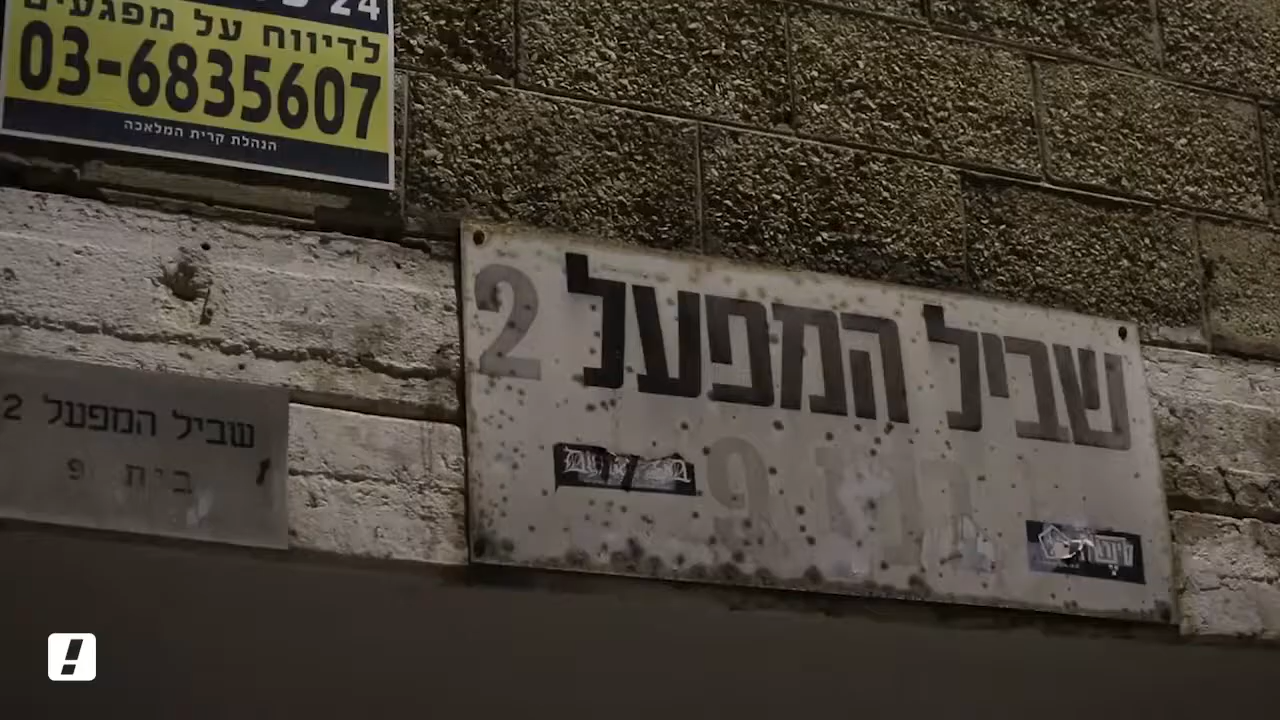 24
לדיווח על מפגעים
03-6835607
הנהלת קרית המלאכה
שביל המפעל 2
שביל המפעל 2
בית 9